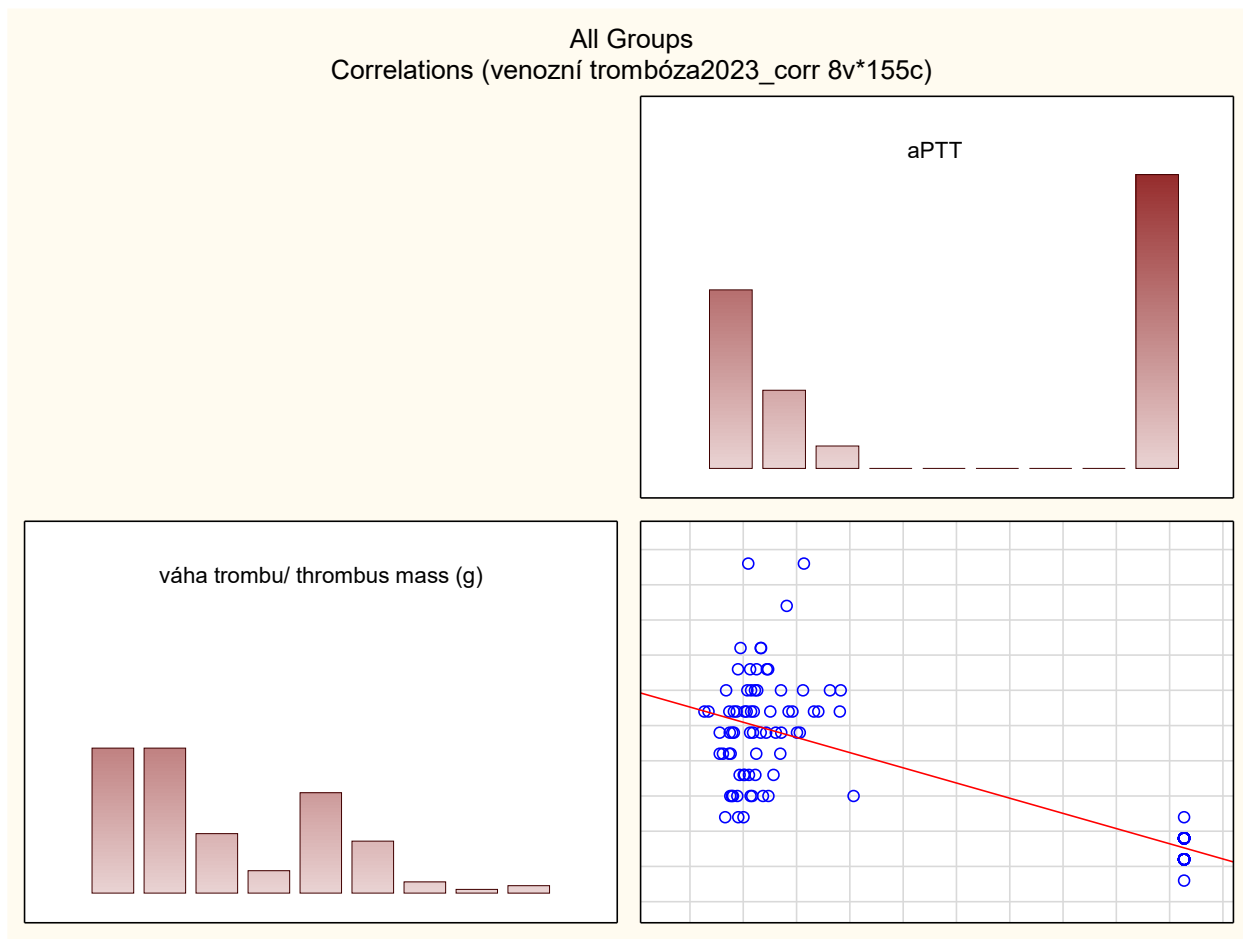 All Groups
Correlations (venozní trombóza2023_corr 8v*155c)
aPTT
váha trombu/ thrombus mass (g)